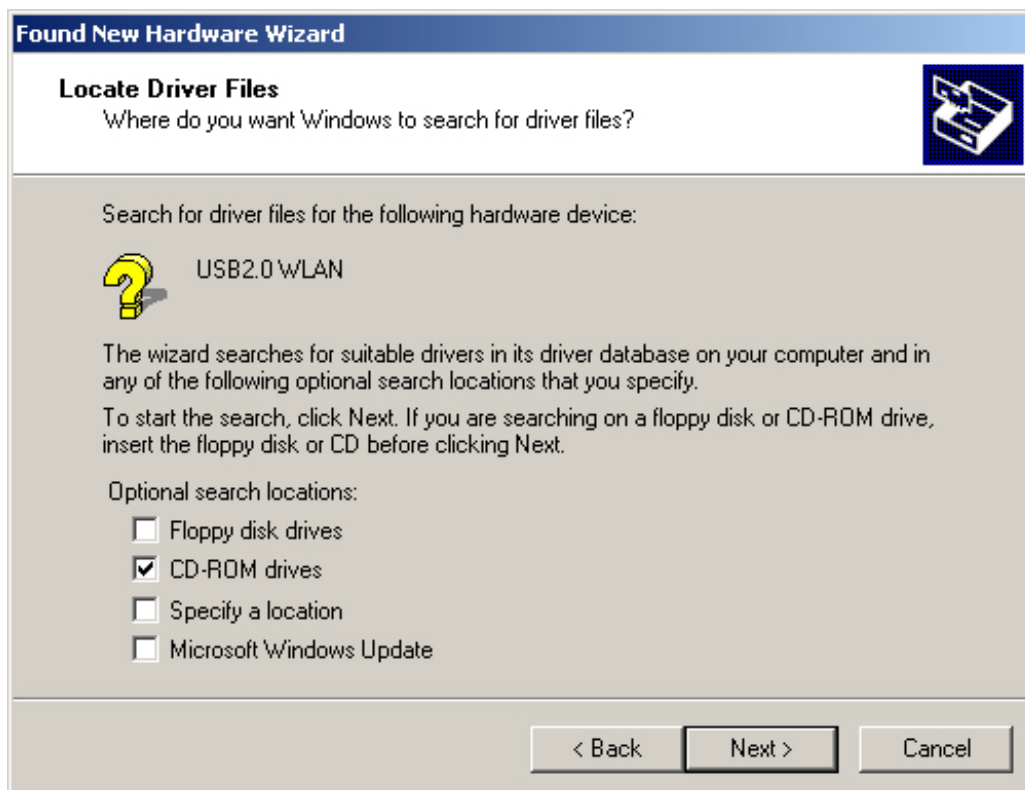 Found New Hardware Wizard
Locate Driver Files
Where do you want Windows to search for driver files?
Search for driver files for the following hardware device:
USB2.0 WLAN
The wizard searches for suitable drivers in its driver database on your computer and in
any of the following optional search locations that you specify.
To start the search, click Next. If you are searching on a floppy disk or CD-ROM drive,
insert the floppy disk or CD before clicking Next.
Optional search locations:
Floppy disk drives
CD-ROM drives
Specify a location
Microsoft Windows Update
< Back Next > Cancel